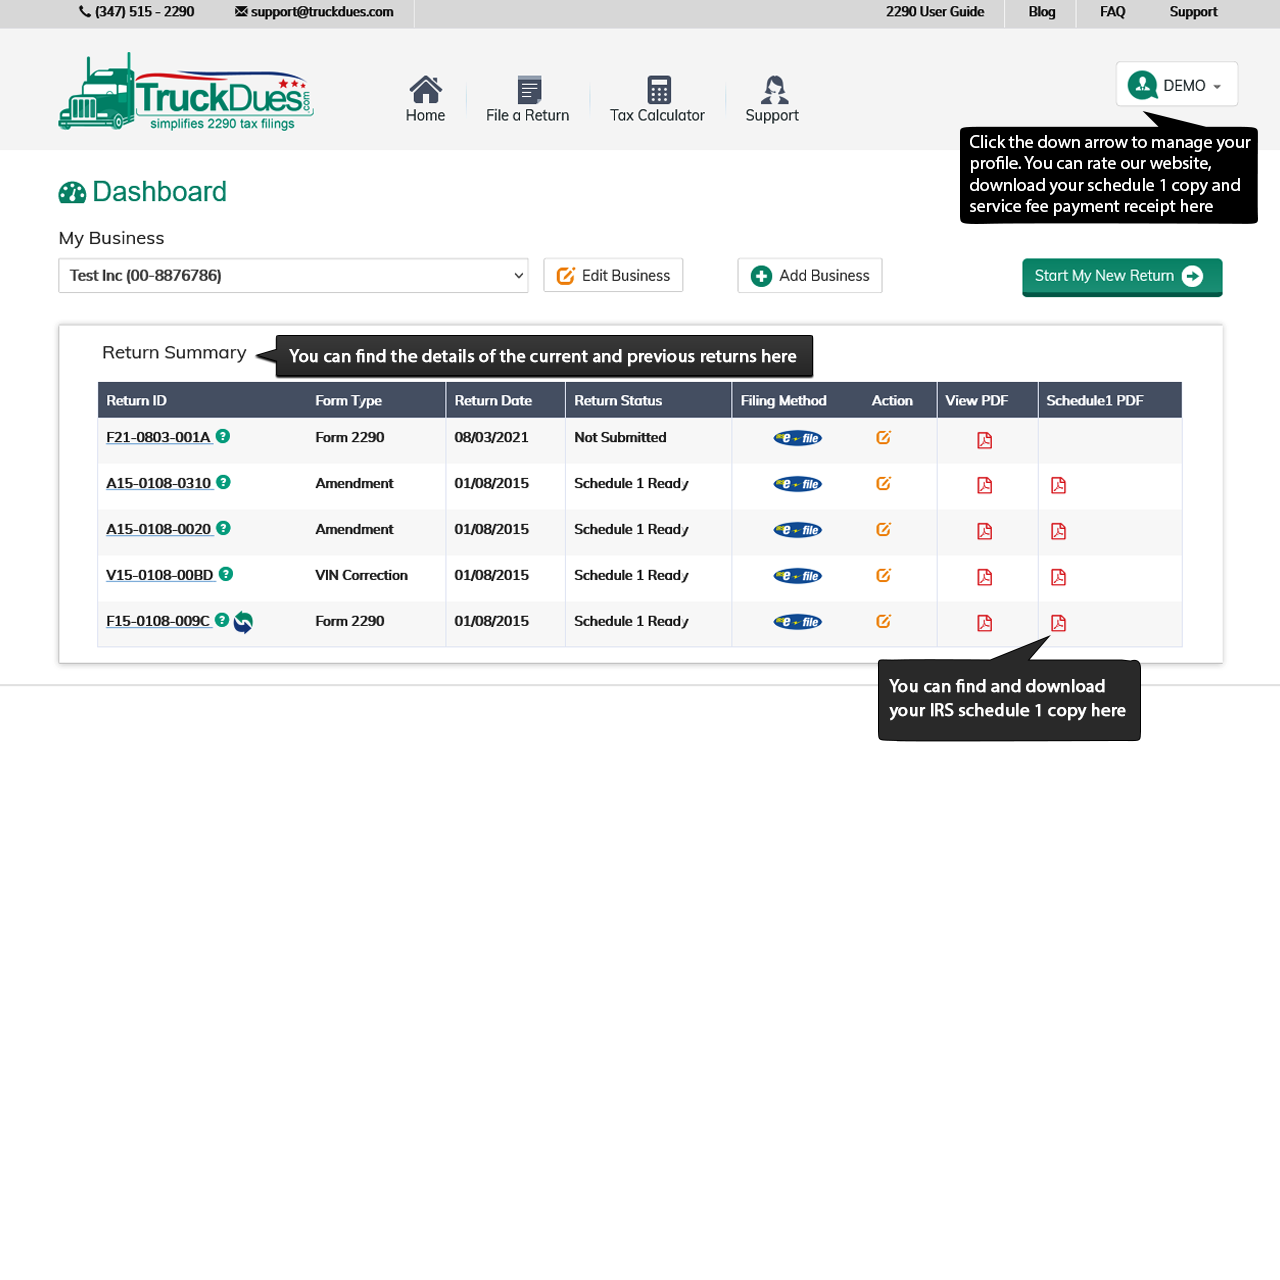 (347) 515 - 2290 support@truckdues.com 2290 User Guide Blog FAQ Support
TruckDues.com
simplifies 2290 tax filings
Home File a Return Tax Calculator Support
DEMO
Click the down arrow to manage your
profile. You can rate our website,
download your schedule 1 copy and
service fee payment receipt here
Dashboard
My Business
Test Inc (00-8876786) Edit Business Add Business Start My New Return
Return Summary You can find the details of the current and previous returns here
Return ID Form Type Return Date Return Status Filing Method Action View PDF Schedule1 PDF
F21-0803-001A ? Form 2290 08/03/2021 Not Submitted e file
A15-0108-0310 ? Amendment 01/08/2015 Schedule 1 Ready e file
A15-0108-0020 ? Amendment 01/08/2015 Schedule 1 Ready e file
V15-0108-00BD ? VIN Correction 01/08/2015 Schedule 1 Ready e file
F15-0108-009C ? Form 2290 01/08/2015 Schedule 1 Ready e file
You can find and download
your IRS schedule 1 copy here